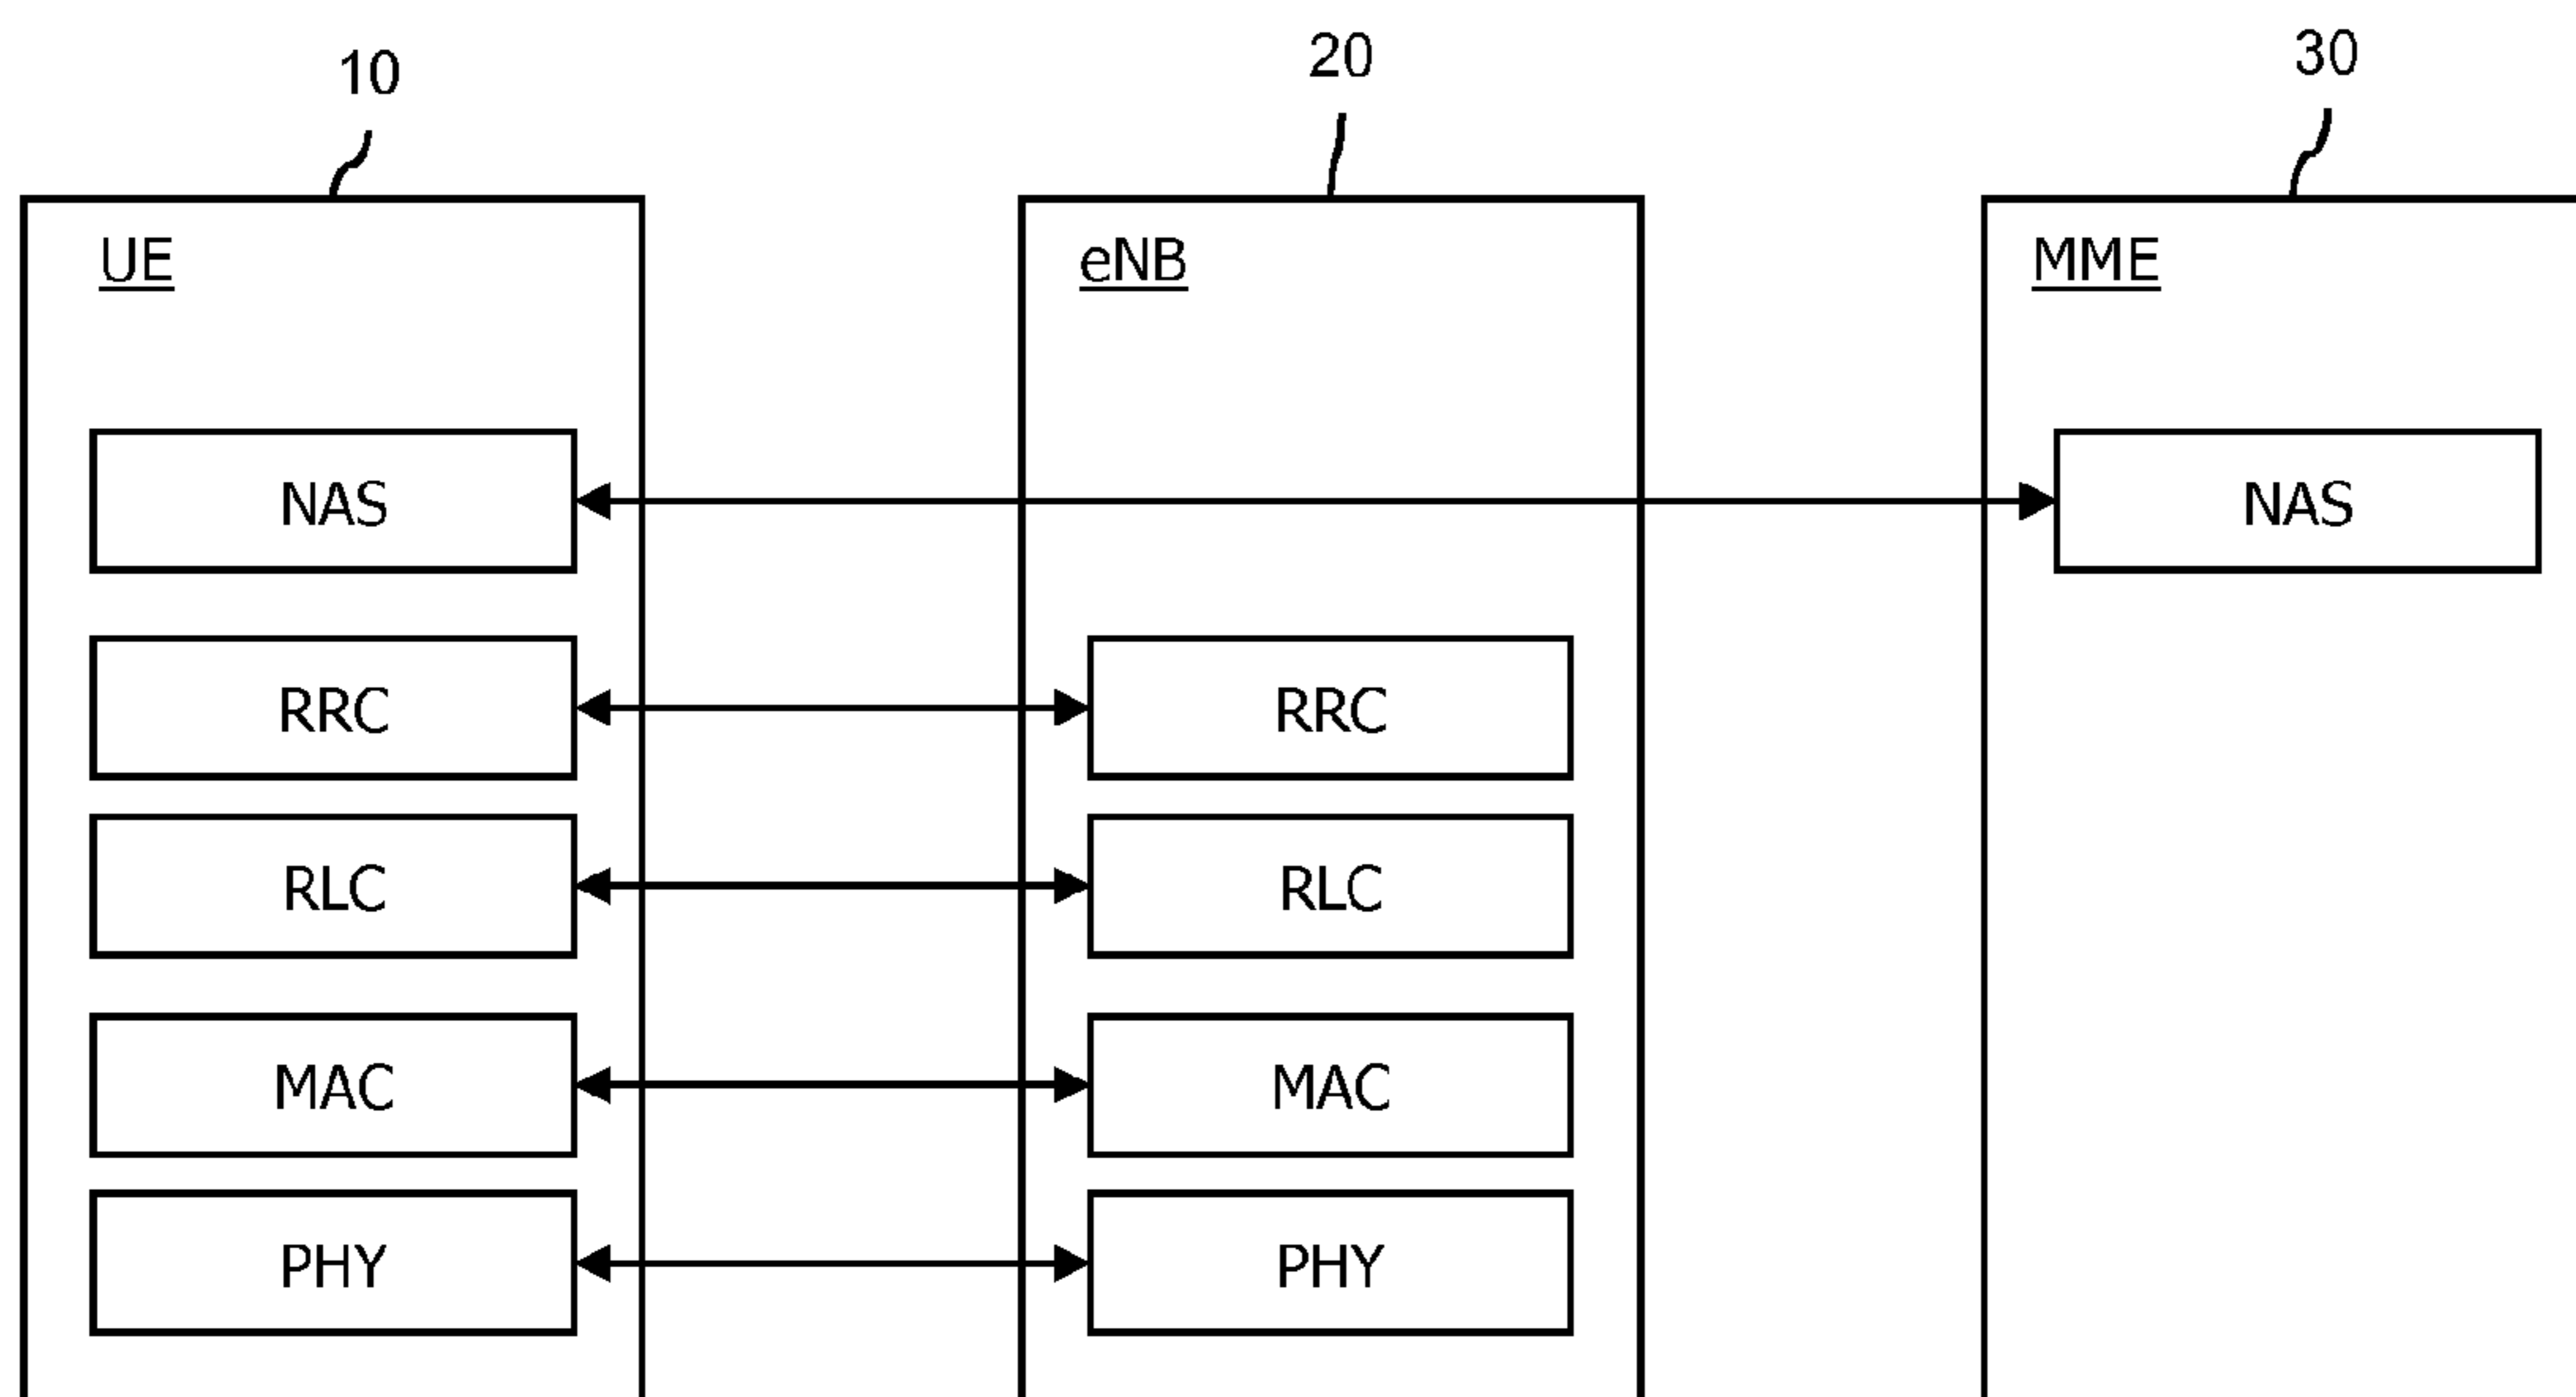 10 20 30
UE eNB MME
NAS NAS
RRC RRC
RLC RLC
MAC MAC
PHY PHY